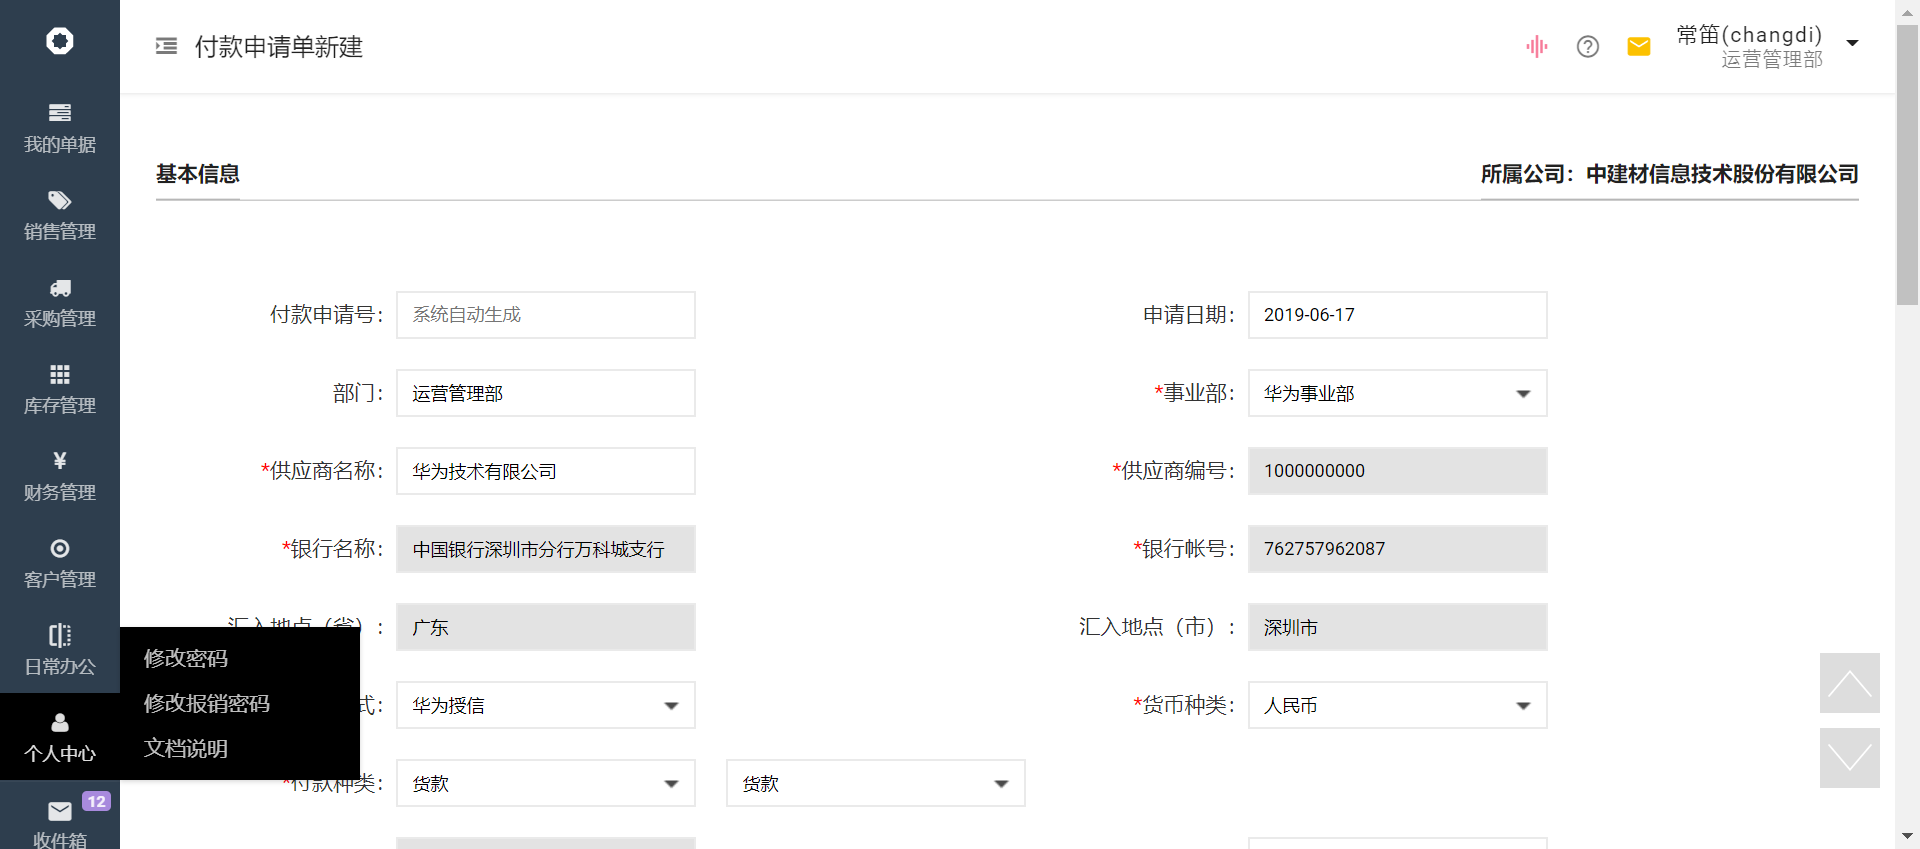 付款申请单新建
常笛(changdi)
运营管理部
我的单据
销售管理
采购管理
库存管理
¥
财务管理
客户管理
日常办公
个人中心
12
收件箱
修改密码
修改报销密码
文档说明
基本信息
所属公司：中建材信息技术股份有限公司
付款申请号： 系统自动生成
申请日期： 2019-06-17
部门： 运营管理部
*事业部： 华为事业部
*供应商名称： 华为技术有限公司
*供应商编号： 1000000000
*银行名称： 中国银行深圳市分行万科城支行
*银行帐号： 762757962087
汇入地点（省）： 广东
汇入地点（市）： 深圳市
式： 华为授信
*货币种类： 人民币
*付款种类： 货款 货款